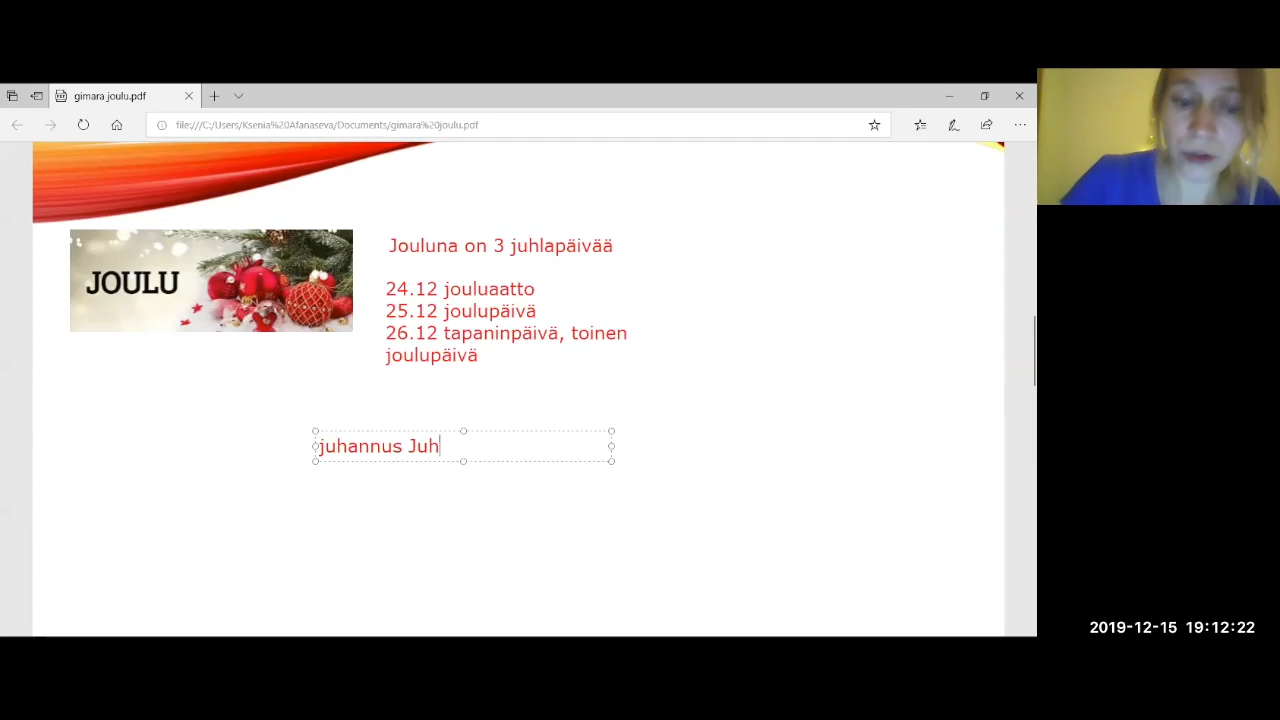 gimara joulu.pdf
file:///C:/Users/Ksenia%20Afanaseva/Documents/gimara%20joulu.pdf
JOULU
Jouluna on 3 juhlapäivää
24.12 jouluaatto
25.12 joulupäivä
26.12 tapaninpäivä, toinen
joulupäivä
juhannus Juh
2019-12-15 19:12:22